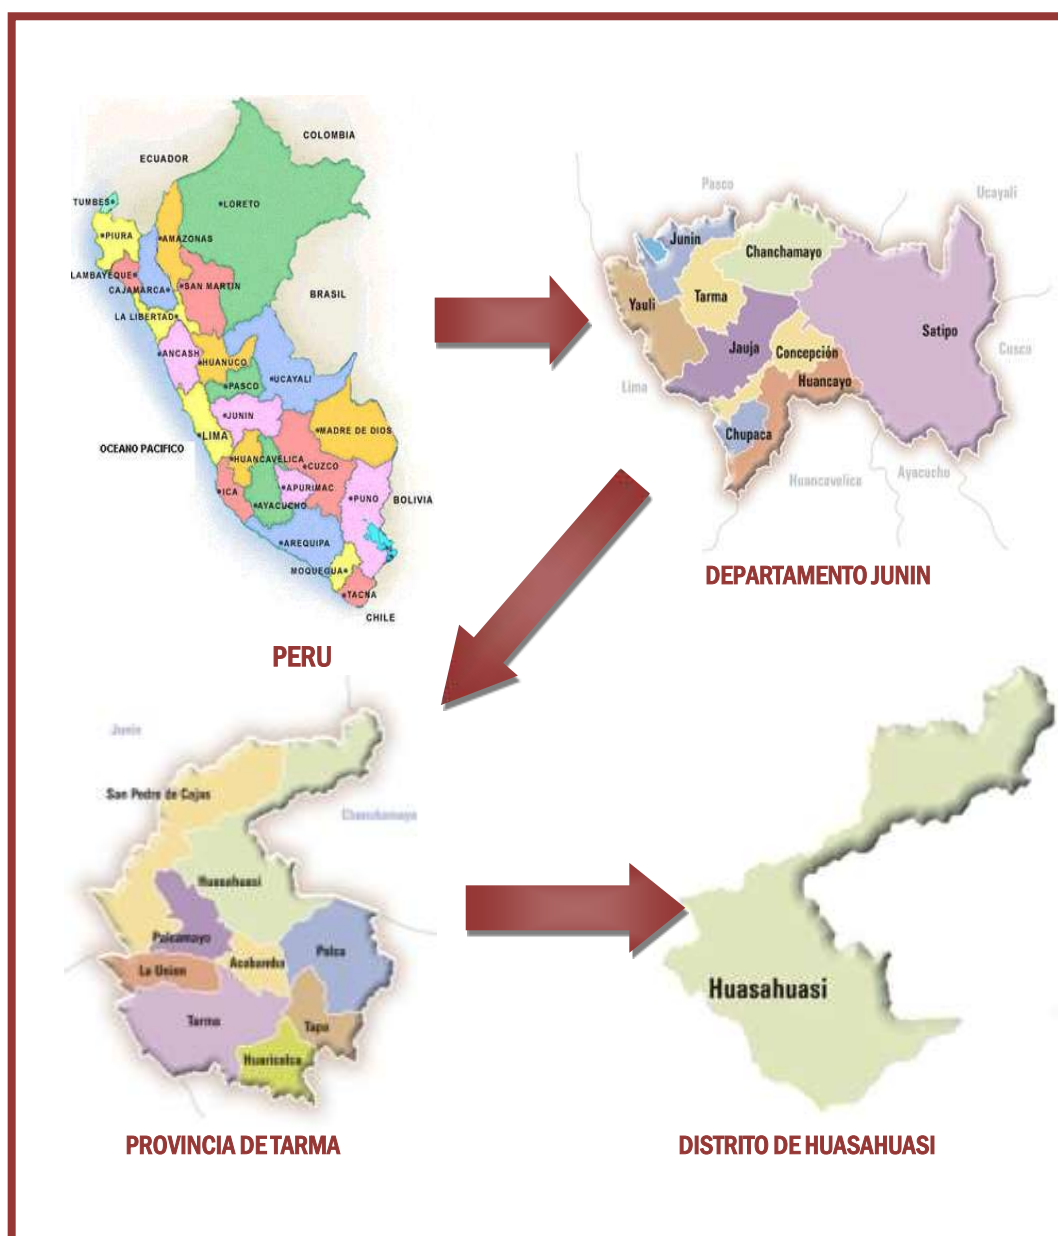 COLOMBIA
ECUADOR
TUMBES
LORETO
PIURA
AMAZONAS
LAMBAYEQUE
CAJAMARCA
SAN MARTIN
BRASIL
LA LIBERTAD
ANCASH
HUANUCO
UCAYALI
PASCO
JUNIN
MADRE DE DIOS
LIMA
OCEANO PACIFICO
HUANCAVELICA
CUZCO
ICA
APURIMAC
PUNO
BOLIVIA
AYACUCHO
AREQUIPA
MOQUEGUA
TACNA
CHILE
PERU
Pasco
Ucayali
Junin
Chanchamayo
Tarma
Yauli
Satipo
Jauja
Concepción
Cusco
Lima
Huancayo
Chupaca
Ayacucho
Huancavelica
DEPARTAMENTO JUNIN
Junin
San Pedro de Cajas
Chanchamayo
Huasahuasi
Palcamayo
Palca
Acobamba
La Union
Tarma
Tapo
Huaricolca
PROVINCIA DE TARMA
Huasahuasi
DISTRITO DE HUASAHUASI